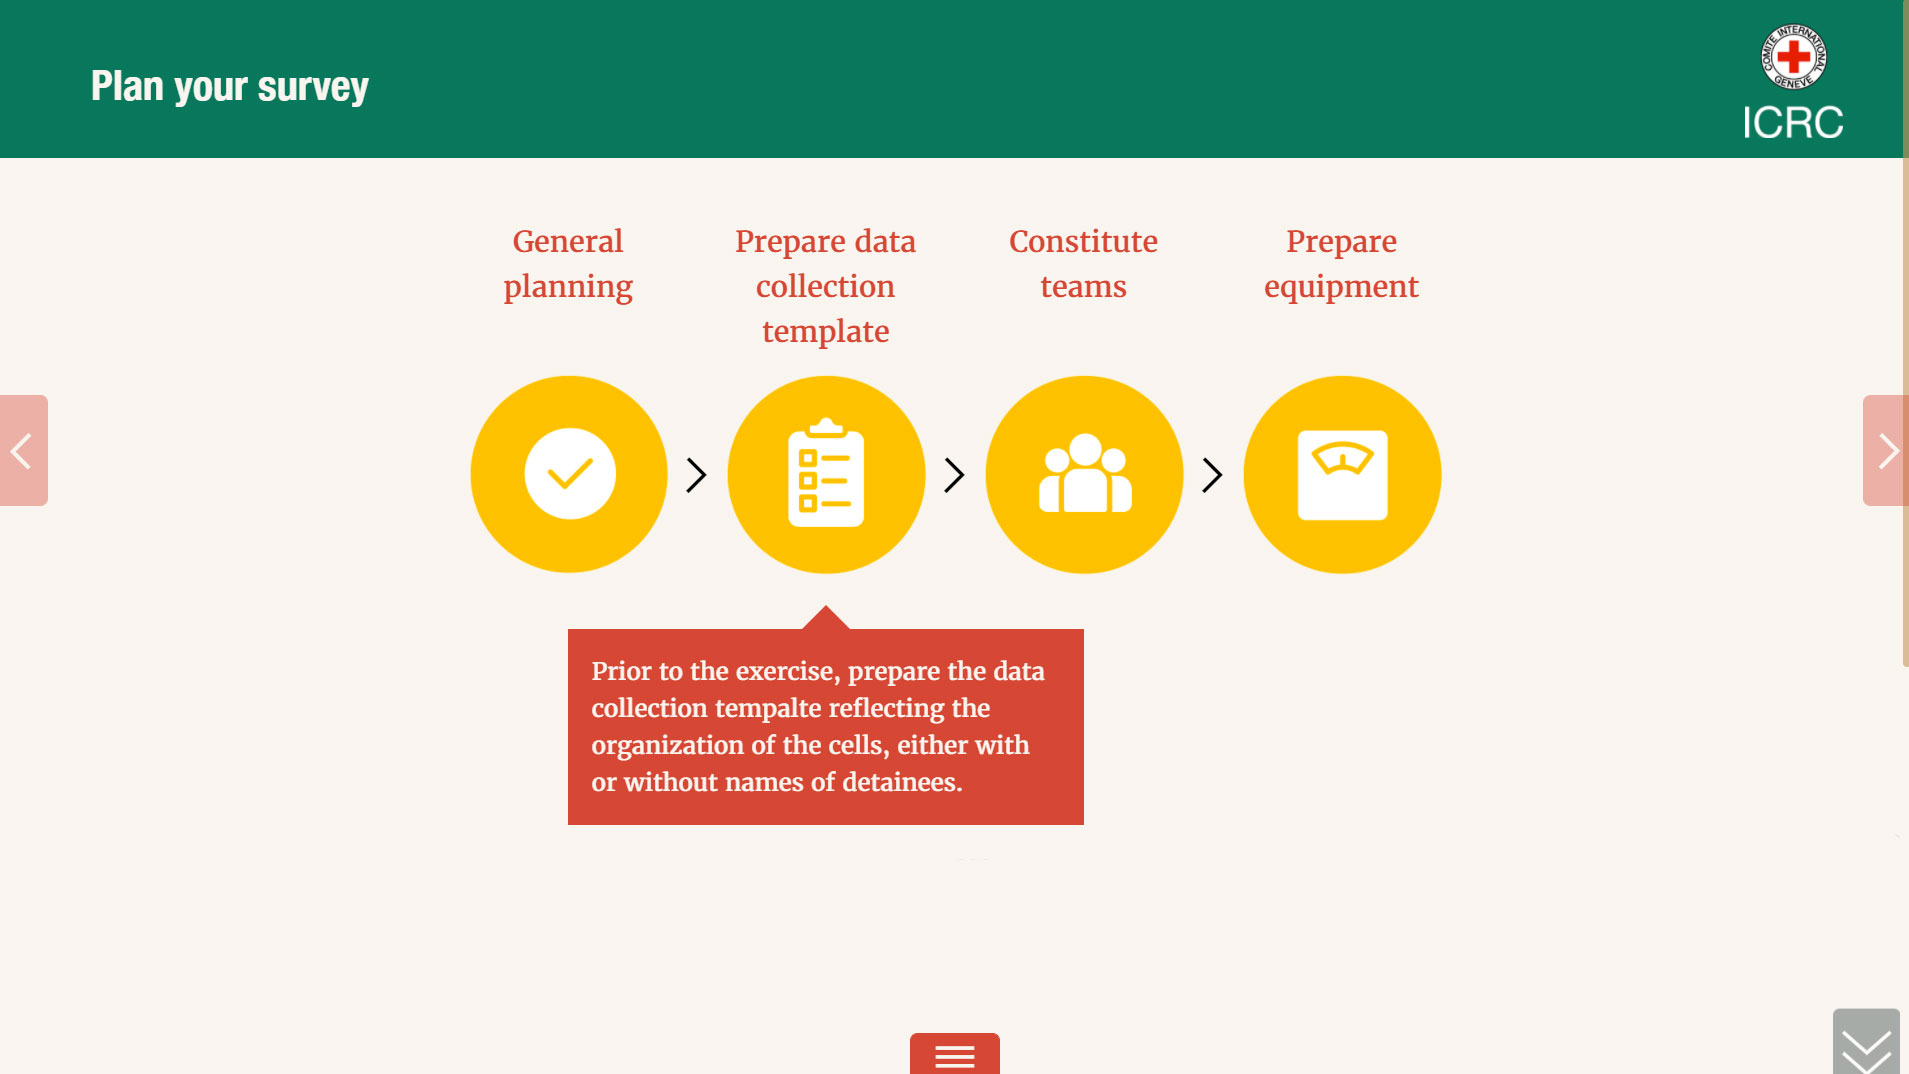 Plan your survey
COMITE INTERNATIONAL GENEVE
ICRC
General
planning
Prepare data
collection
template
Constitute
teams
Prepare
equipment
Prior to the exercise, prepare the data
collection tempalte reflecting the
organization of the cells, either with
or without names of detainees.